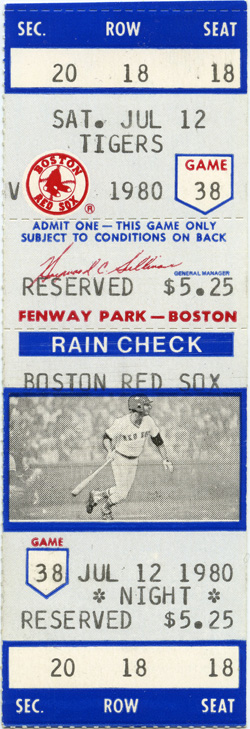 SEC. ROW SEAT
20 18 18
SAT. JUL 12
TIGERS
BOSTON
RED SOX
®
V 1980
GAME
38
ADMIT ONE — THIS GAME ONLY
SUBJECT TO CONDITIONS ON BACK
Haywood C. Sullivan
GENERAL MANAGER
RESERVED $5.25
FENWAY PARK — BOSTON
RAIN CHECK
BOSTON RED SOX
RED SOX
GAME
38 JUL 12 1980
* NIGHT *
RESERVED $5.25
20 18 18
SEC. ROW SEAT